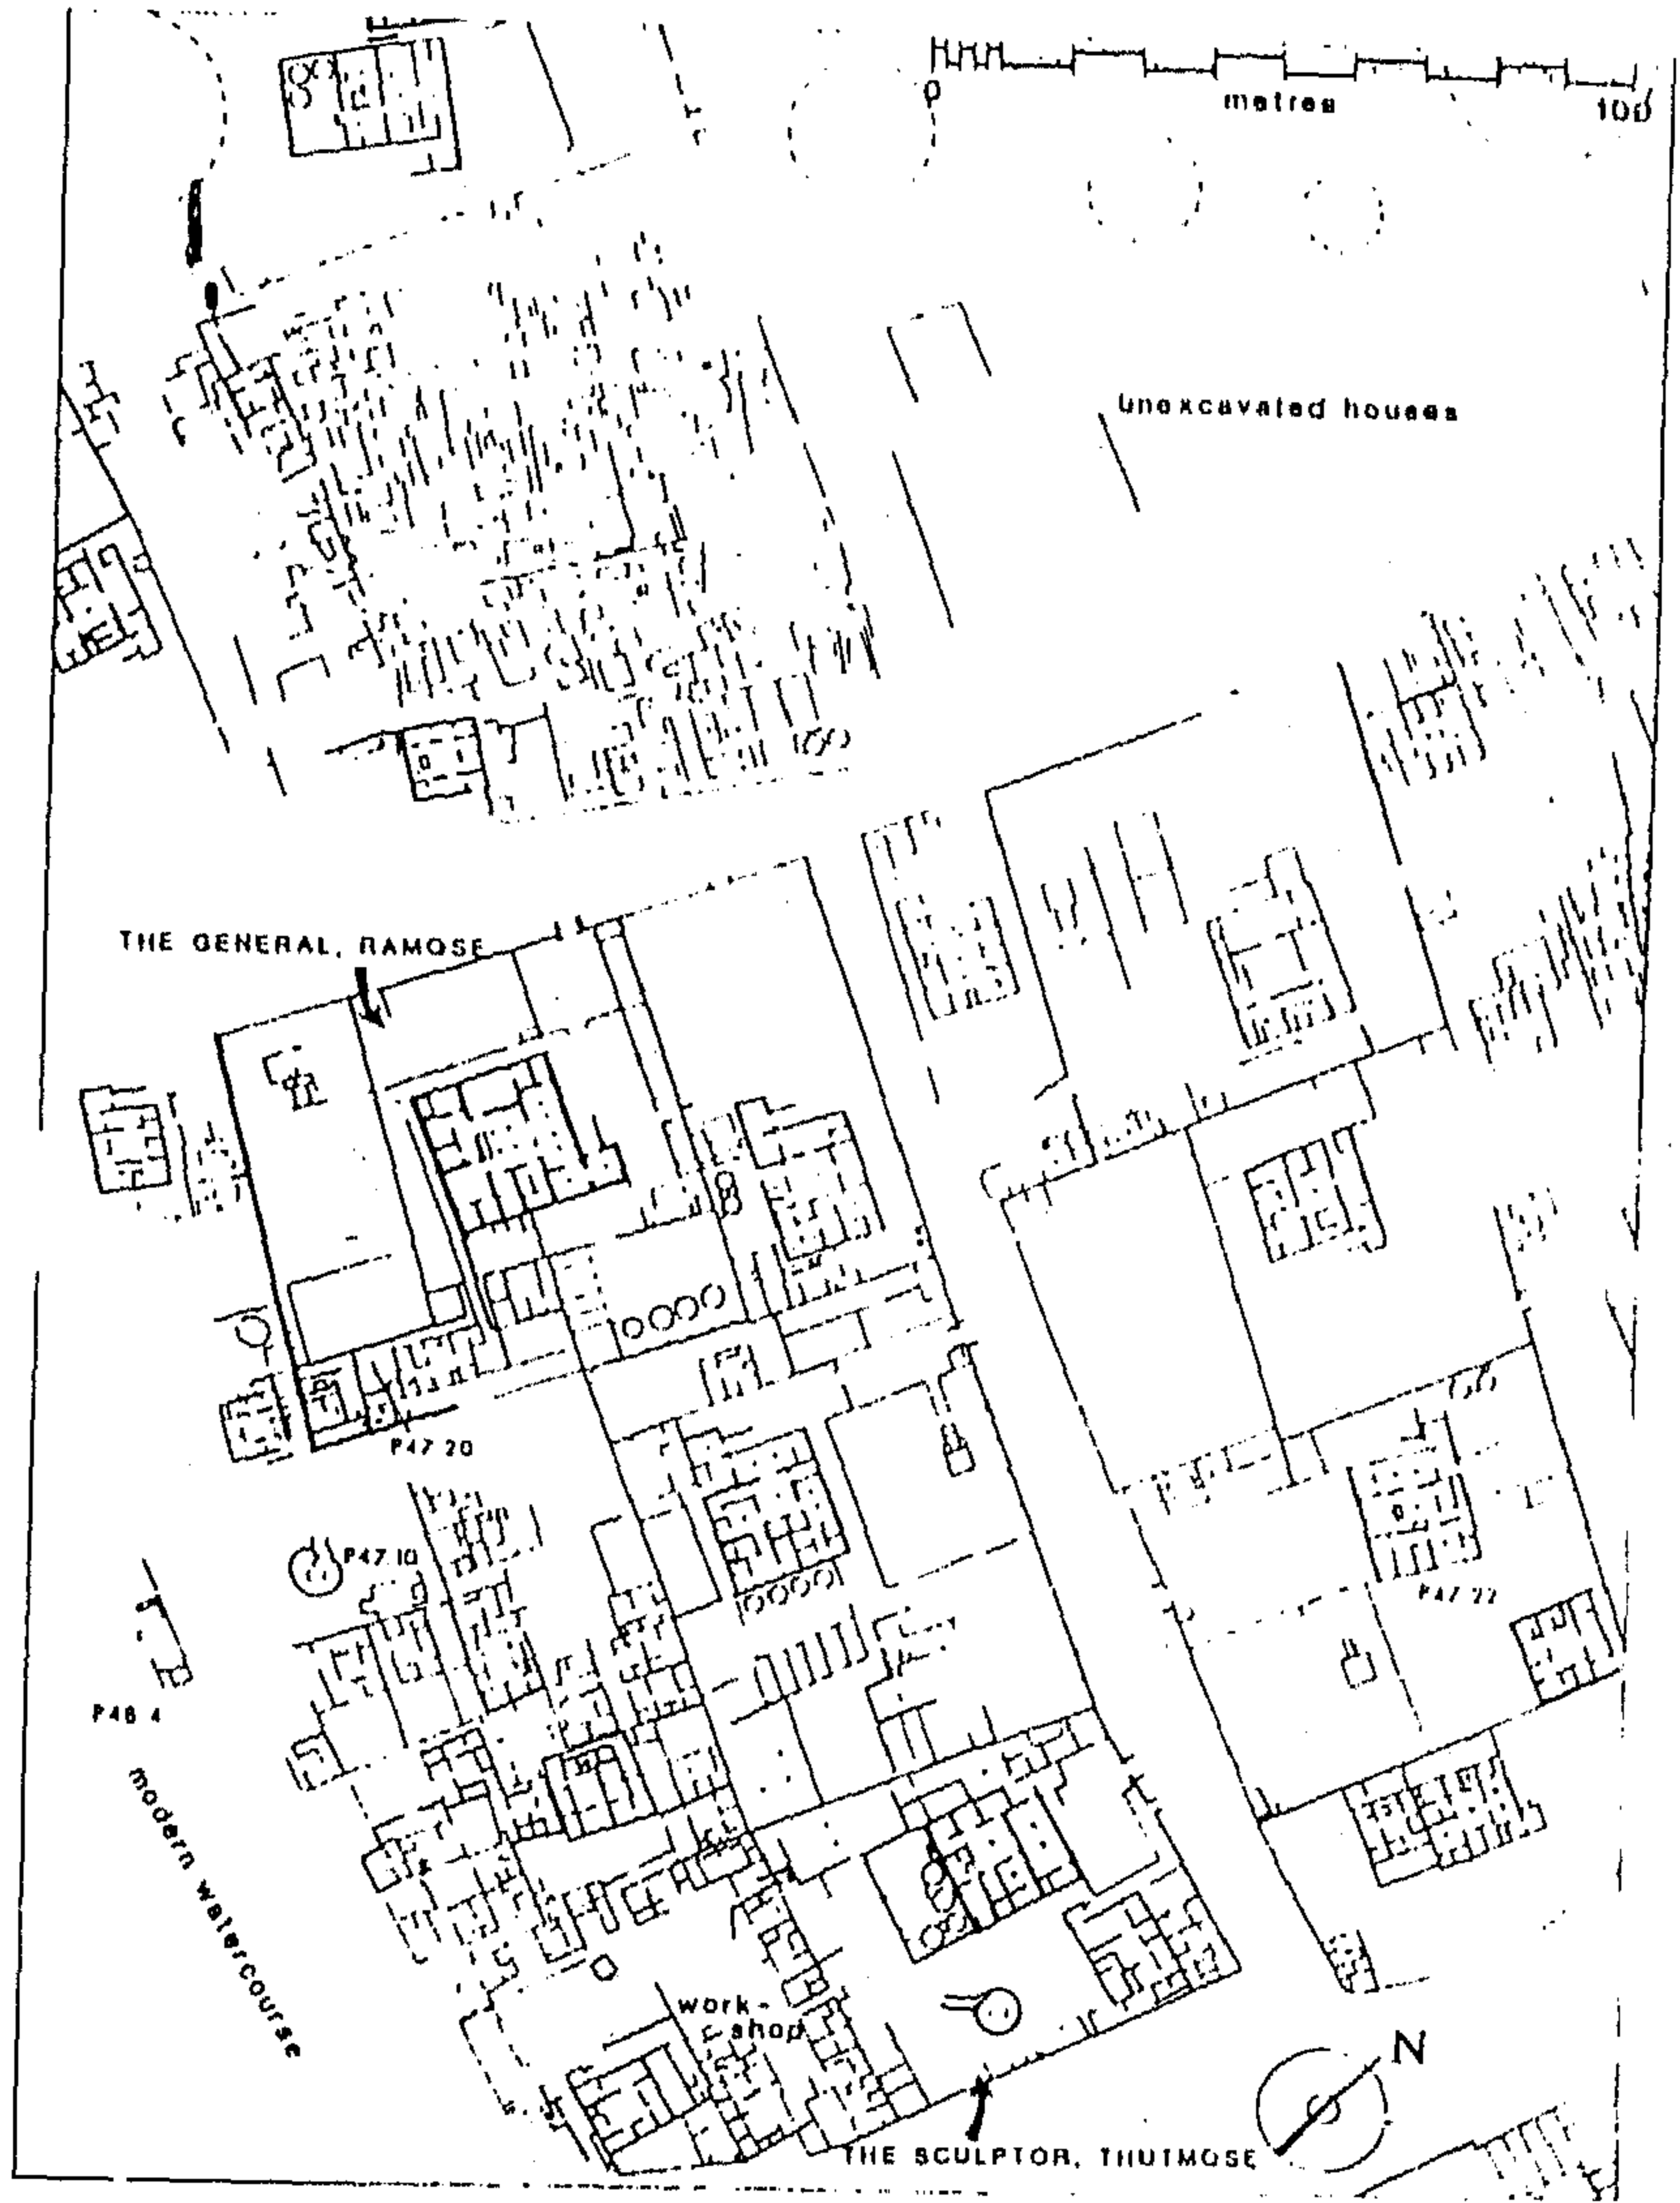 0
metres
100
unexcavated houses
THE GENERAL, RAMOSE
P47 20
P47 10
P47 22
P46 4
modern watercourse
work-
shop
N
THE SCULPTOR, THUTMOSE